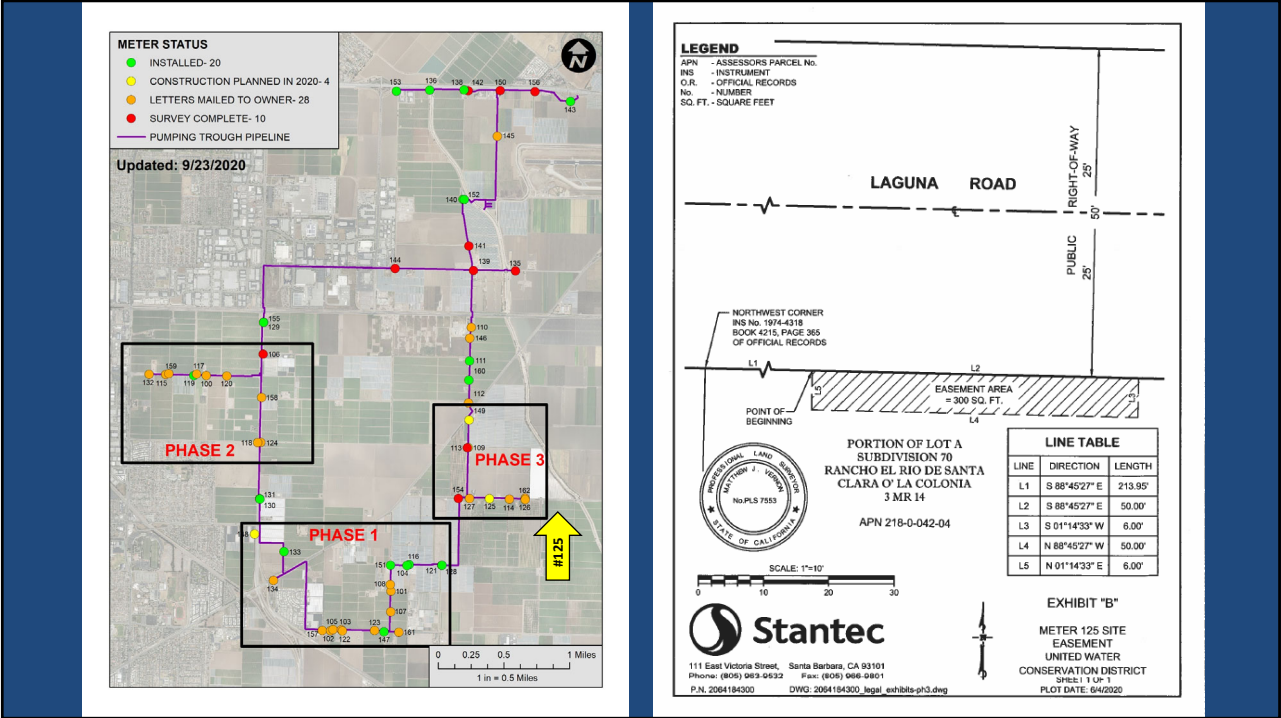 METER STATUS
INSTALLED- 20
CONSTRUCTION PLANNED IN 2020- 4
LETTERS MAILED TO OWNER- 28
SURVEY COMPLETE- 10
PUMPING TROUGH PIPELINE
Updated: 9/23/2020
N
153
136
138
142
150
156
143
145
152
140
141
144
139
135
155
129
110
146
106
111
160
159
117
132
115
119
100
120
112
158
149
118
124
PHASE 2
113
109
PHASE 3
154
162
127
125
114
126
131
130
#125
PHASE 1
148
133
151
116
104
121
128
134
108
101
107
105
103
123
157
102
122
147
161
0 0.25 0.5 1 Miles
1 in = 0.5 Miles
LEGEND
APN - ASSESSORS PARCEL No.
INS - INSTRUMENT
O.R. - OFFICIAL RECORDS
No. - NUMBER
SQ. FT. - SQUARE FEET
RIGHT-OF-WAY
25'
LAGUNA ROAD
50'
PUBLIC
25'
NORTHWEST CORNER
INS No. 1974-4318
BOOK 4215, PAGE 365
OF OFFICIAL RECORDS
L1
L2
L5
EASEMENT AREA
= 300 SQ. FT.
L3
L4
POINT OF
BEGINNING
PORTION OF LOT A
SUBDIVISION 70
RANCHO EL RIO DE SANTA
CLARA O' LA COLONIA
3 MR 14
APN 218-0-042-04
PROFESSIONAL LAND SURVEYOR
MATTHEW J. VERNON
No.PLS 7553
STATE OF CALIFORNIA
LINE TABLE
LINE DIRECTION LENGTH
L1 S 88°45'27" E 213.95'
L2 S 88°45'27" E 50.00'
L3 S 01°14'33" W 6.00'
L4 N 88°45'27" W 50.00'
L5 N 01°14'33" E 6.00'
SCALE: 1"=10'
0 10 20 30
Stantec
111 East Victoria Street, Santa Barbara, CA 93101
Phone: (805) 963-9532 Fax: (805) 966-9801
P.N. 2064184300 DWG: 2064184300_legal_exhibits-ph3.dwg
EXHIBIT "B"
METER 125 SITE
EASEMENT
UNITED WATER
CONSERVATION DISTRICT
SHEET 1 OF 1
PLOT DATE: 6/4/2020